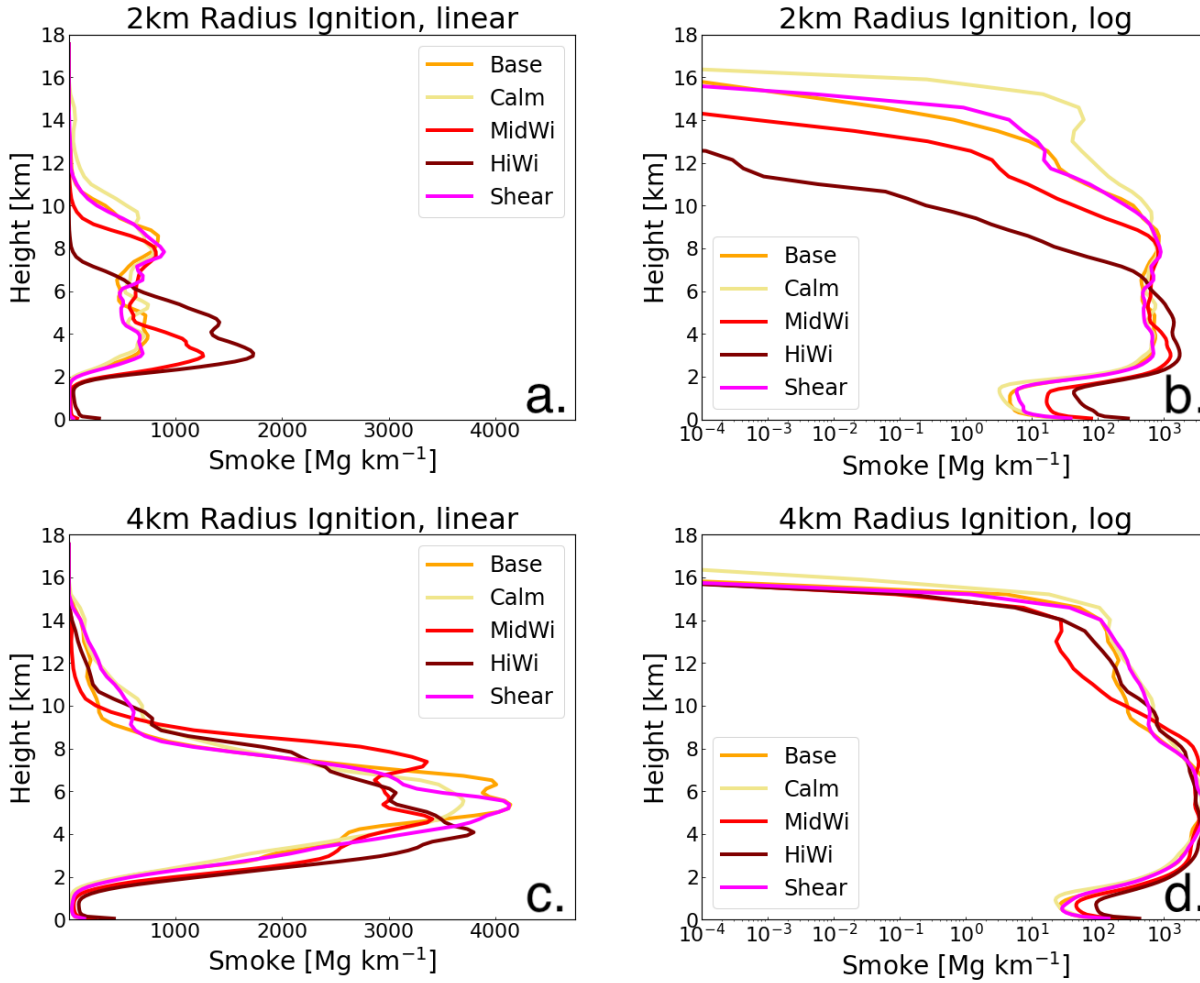 2km Radius Ignition, linear
Height [km]
18
16
14
12
10
8
6
4
2
0
Base
Calm
MidWi
HiWi
Shear
a.
1000 2000 3000 4000
Smoke [Mg km⁻¹]
2km Radius Ignition, log
Height [km]
18
16
14
12
10
8
6
4
2
0
Base
Calm
MidWi
HiWi
Shear
b.
10⁻⁴ 10⁻³ 10⁻² 10⁻¹ 10⁰ 10¹ 10² 10³
Smoke [Mg km⁻¹]
4km Radius Ignition, linear
Height [km]
18
16
14
12
10
8
6
4
2
0
Base
Calm
MidWi
HiWi
Shear
c.
1000 2000 3000 4000
Smoke [Mg km⁻¹]
4km Radius Ignition, log
Height [km]
18
16
14
12
10
8
6
4
2
0
Base
Calm
MidWi
HiWi
Shear
d.
10⁻⁴ 10⁻³ 10⁻² 10⁻¹ 10⁰ 10¹ 10² 10³
Smoke [Mg km⁻¹]